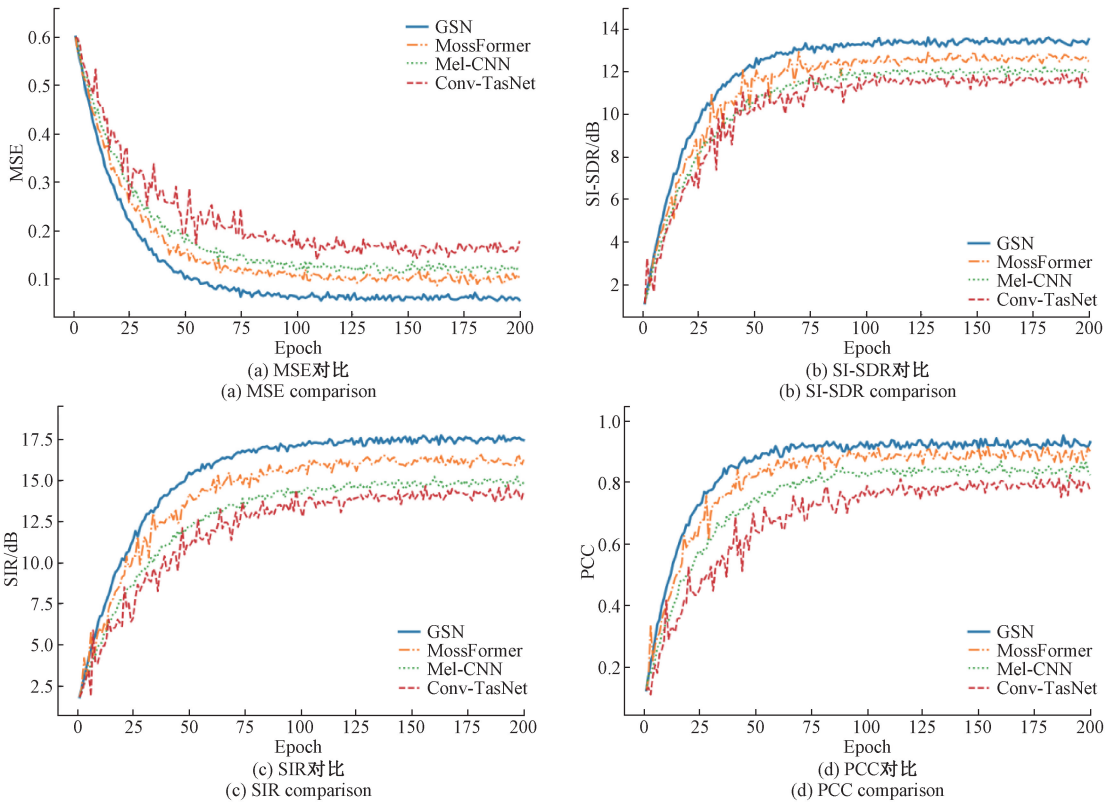 0.6
0.5
0.4
0.3
0.2
0.1
MSE
GSN
MossFormer
Mel-CNN
Conv-TasNet
0 25 50 75 100 125 150 175 200
Epoch
(a) MSE对比
(a) MSE comparison
14
12
10
8
6
4
2
SI-SDR/dB
GSN
MossFormer
Mel-CNN
Conv-TasNet
0 25 50 75 100 125 150 175 200
Epoch
(b) SI-SDR对比
(b) SI-SDR comparison
17.5
15.0
12.5
10.0
7.5
5.0
2.5
SIR/dB
GSN
MossFormer
Mel-CNN
Conv-TasNet
0 25 50 75 100 125 150 175 200
Epoch
(c) SIR对比
(c) SIR comparison
1.0
0.8
0.6
0.4
0.2
PCC
GSN
MossFormer
Mel-CNN
Conv-TasNet
0 25 50 75 100 125 150 175 200
Epoch
(d) PCC对比
(d) PCC comparison